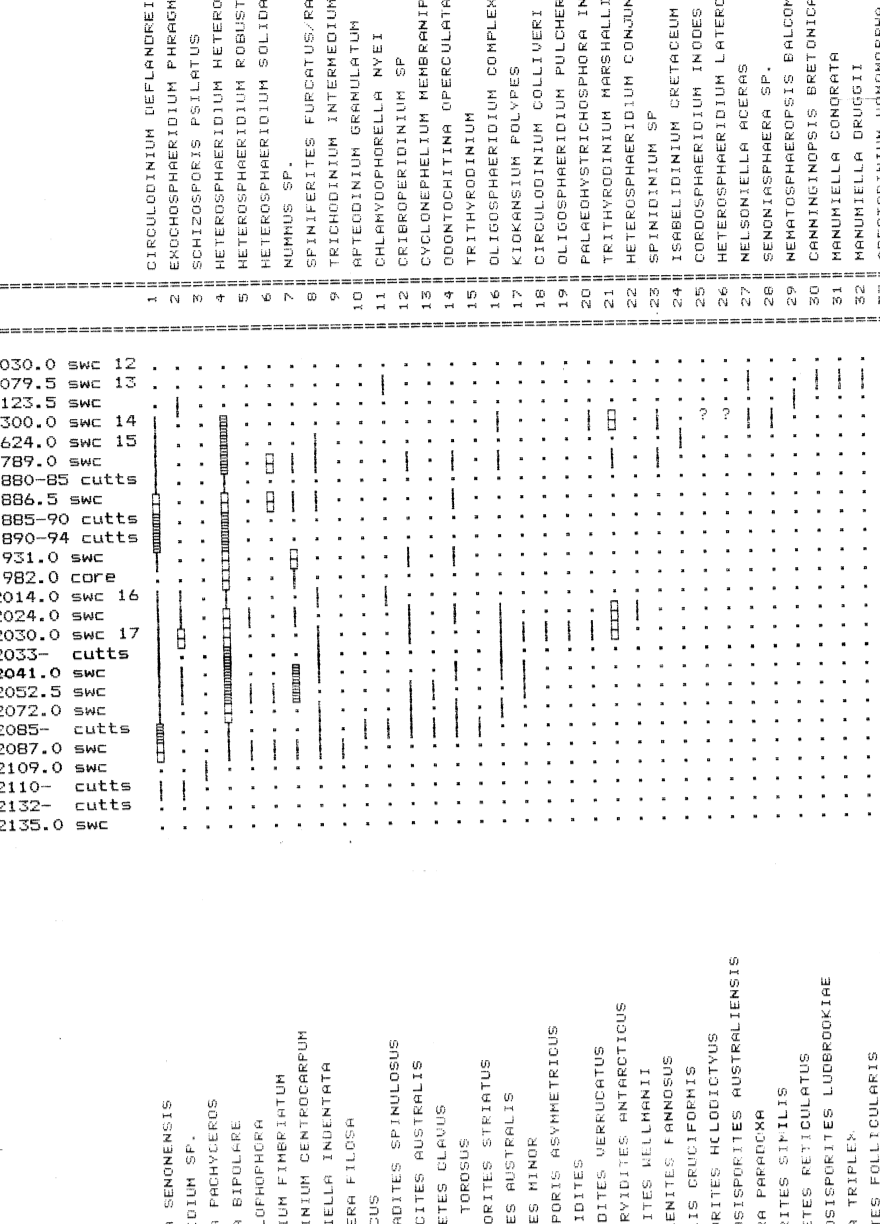 CIRCULODINIUM DEFLANDREI
EXOCHOSPHAERIDIUM PHRAGM
SCHIZOSPORIS PSILATUS
HETEROSPHAERIDIUM HETERO
HETEROSPHAERIDIUM ROBUST
HETEROSPHAERIDIUM SOLIDA
NUMMUS SP.
SPINIFERITES FURCATUS/RA
TRICHODINIUM INTERMEDIUM
APTEODINIUM GRANULATUM
CHLAMYDOPHORELLA NYEI
CRIBROPERIDINIUM SP
CYCLONEPHELIUM MEMBRANIP
ODONTOCHITINA OPERCULATA
TRITHYRODINIUM
OLIGOSPHAERIDIUM COMPLEX
KIOKANSIUM POLYPES
CIRCULODINIUM COLLIVERI
OLIGOSPHAERIDIUM PULCHER
PALAEOHYSTRICHOSPHORA IN
TRITHYRODINIUM MARSHALLI
HETEROSPHAERIDIUM CONJUN
SPINIDINIUM SP
ISABELIDINIUM CRETACEUM
CORDOSPHAERIDIUM INODES
HETEROSPHAERIDIUM LATERO
NELSONIELLA ACERAS
SENONIASPHAERA SP.
NEMATOSPHAEROPSIS BALCOM
CANNINGINOPSIS BRETONICA
MANUMIELLA CONORATA
MANUMIELLA DRUGGII
1 2 3 4 5 6 7 8 9 10 11 12 13 14 15 16 17 18 19 20 21 22 23 24 25 26 27 28 29 30 31 32
030.0 swc 12
079.5 swc 13
123.5 swc
300.0 swc 14 ? ?
624.0 swc 15
789.0 swc
880-85 cutts
886.5 swc
885-90 cutts
890-94 cutts
931.0 swc
982.0 core
2014.0 swc 16
2024.0 swc
2030.0 swc 17
2033- cutts
2041.0 swc
2052.5 swc
2072.0 swc
2085- cutts
2087.0 swc
2109.0 swc
2110- cutts
2132- cutts
2135.0 swc
SENONENSIS
DIUM SP.
PACHYCEROS
BIPOLARE
LOPHOPHORA
IUM FIMBRIATUM
INIUM CENTROCARPUM
IELLA INDENTATA
ERA FILOSA
CUS
ADITES SPINULOSUS
CITES AUSTRALIS
ETES CLAVUS
TOROSUS
ORITES STRIATUS
ES AUSTRALIS
ES MINOR
PORIS ASYMMETRICUS
IDITES
DITES VERRUCATUS
RYIDITES ANTARCTICUS
ITES WELLMANII
ENITES FANNOSUS
IS CRUCIFORMIS
RITES HOLODICTYUS
SISPORITES AUSTRALIENSIS
RA PARADOXA
RITES SIMILIS
ETES RETICULATUS
OSISPORITES LUDBROOKIAE
A TRIPLEX
ES FOLLICULARIS